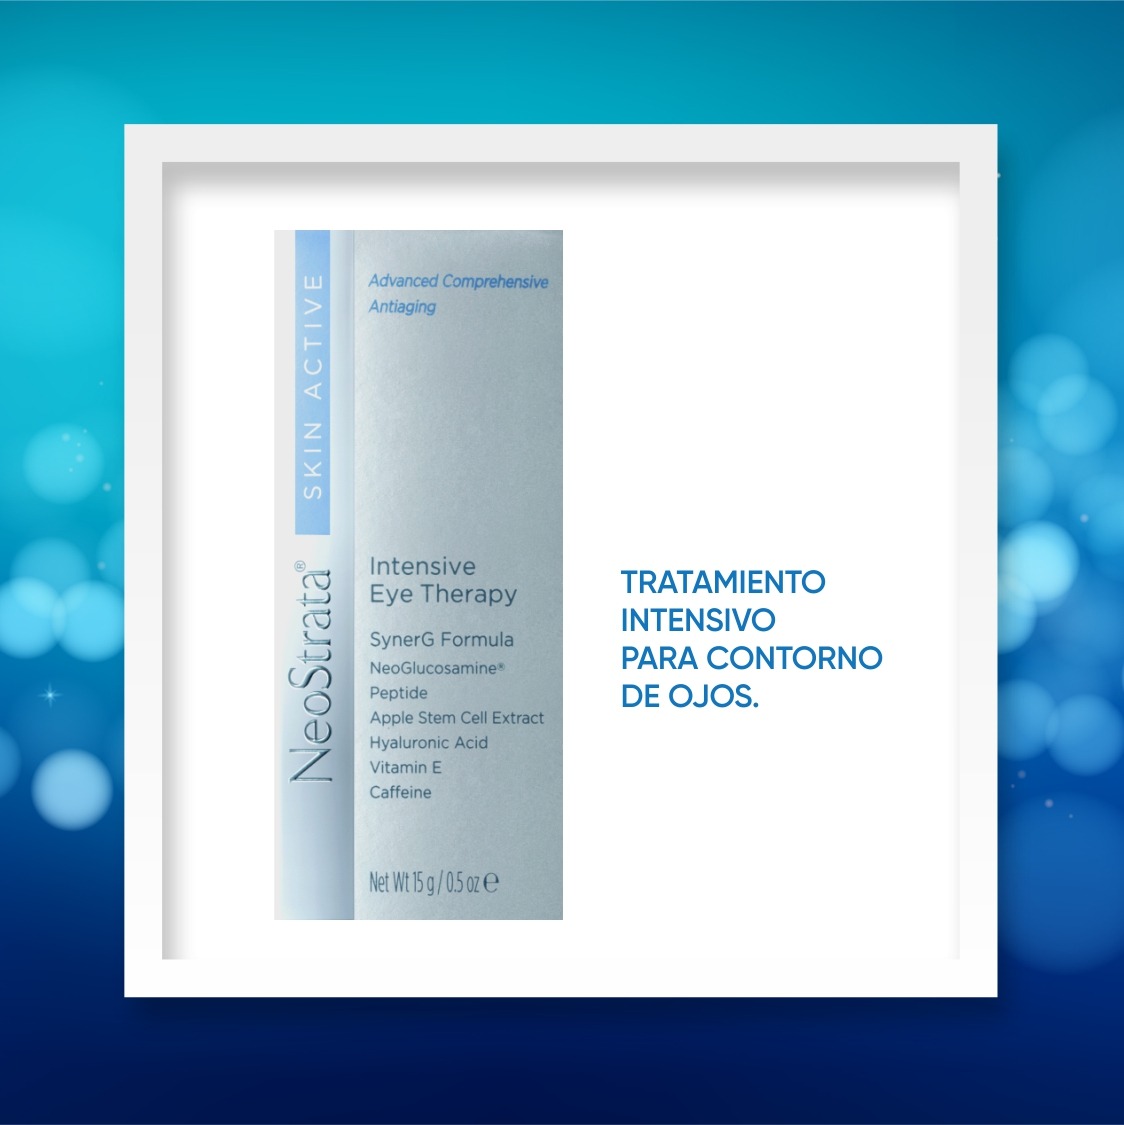 SKIN ACTIVE
NeoStrata®
Advanced Comprehensive
Antiaging
Intensive
Eye Therapy
SynerG Formula
NeoGlucosamine®
Peptide
Apple Stem Cell Extract
Hyaluronic Acid
Vitamin E
Caffeine
Net Wt 15 g / 0.5 oz ℮
TRATAMIENTO
INTENSIVO
PARA CONTORNO
DE OJOS.